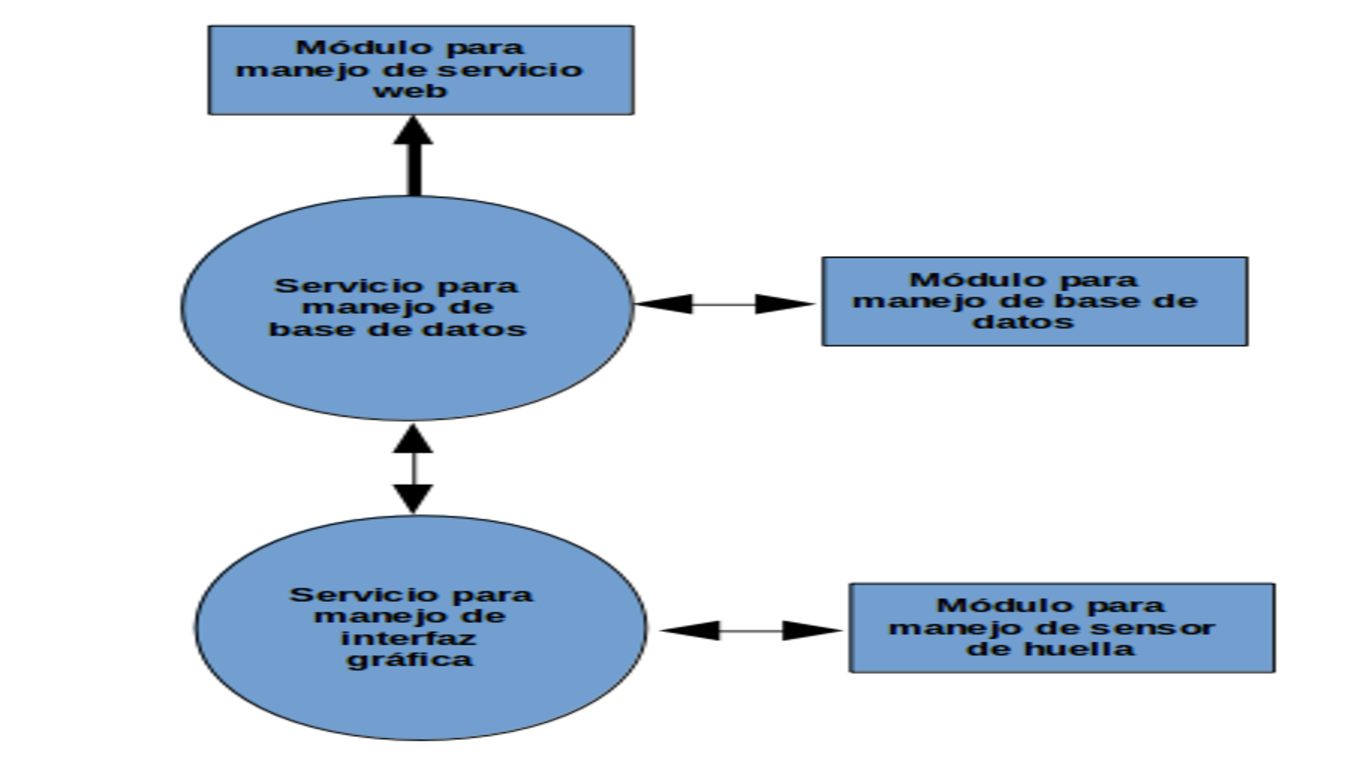 Módulo para
manejo de servicio
web
Servicio para
manejo de
base de datos
Módulo para
manejo de base de
datos
Servicio para
manejo de
interfaz
gráfica
Módulo para
manejo de sensor
de huella